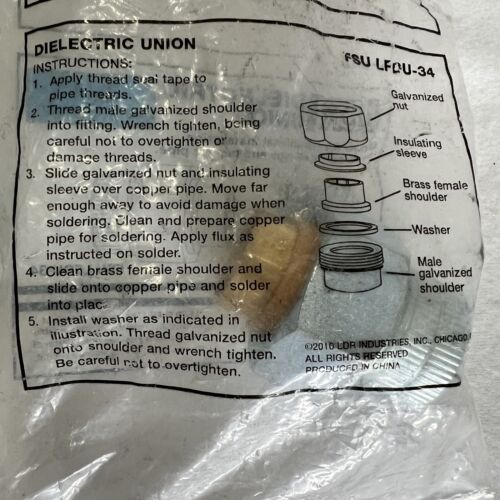 DIELECTRIC UNION
FSU LFDU-34
INSTRUCTIONS:
1. Apply thread seal tape to
pipe threads.
2. Thread male galvanized shoulder
into fitting. Wrench tighten, being
careful not to overtighten or
damage threads.
3. Slide galvanized nut and insulating
sleeve over copper pipe. Move far
enough away to avoid damage when
soldering. Clean and prepare copper
pipe for soldering. Apply flux as
instructed on solder.
4. Clean brass female shoulder and
slide onto copper pipe and solder
into place
5. Install washer as indicated in
illustration. Thread galvanized nut
onto shoulder and wrench tighten.
Be careful not to overtighten.
Galvanized
nut
Insulating
sleeve
Brass female
shoulder
Washer
Male
galvanized
shoulder
©2010 LDR INDUSTRIES, INC., CHICAGO
ALL RIGHTS RESERVED
PRODUCED IN CHINA